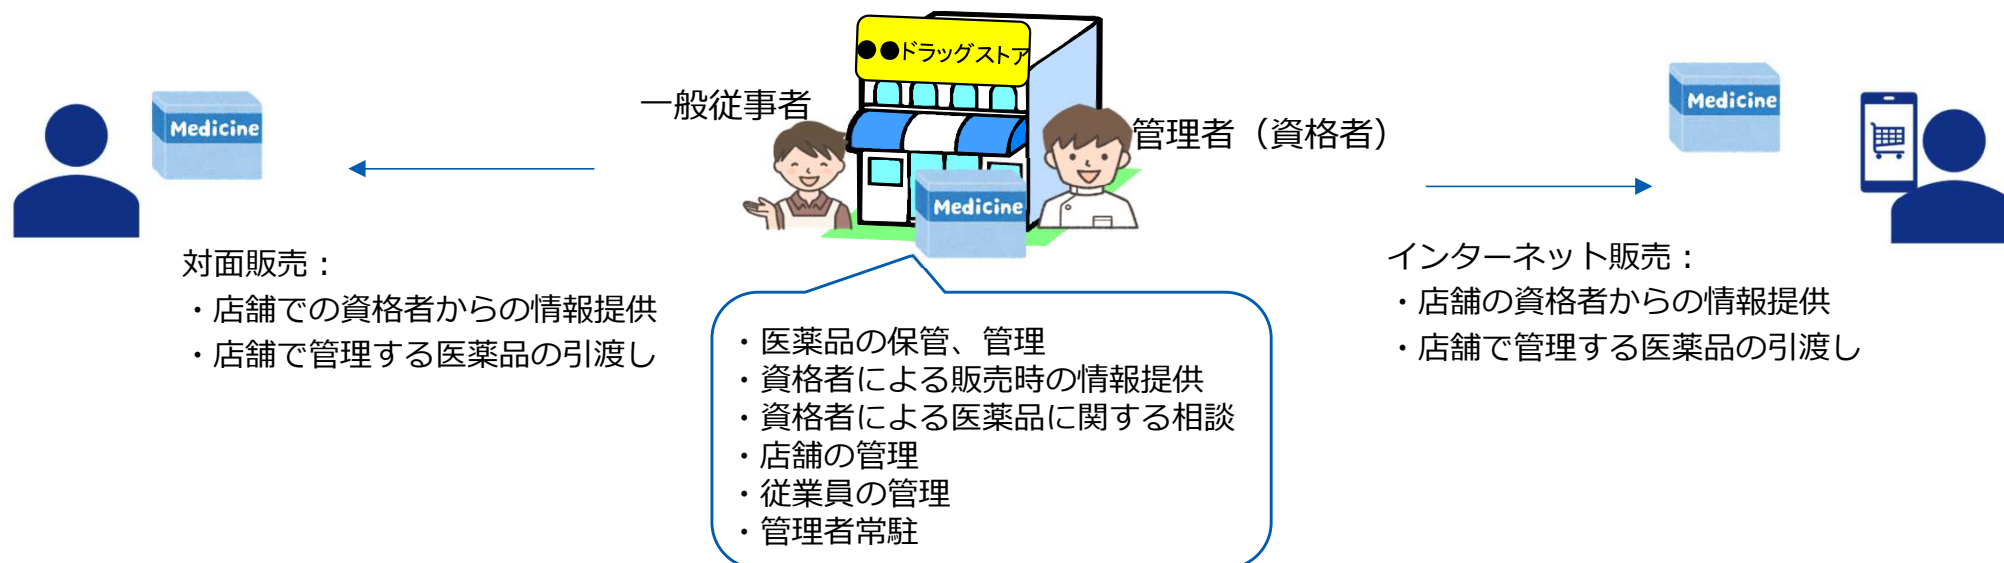 ●●ドラッグストア
一般従事者
管理者（資格者）
Medicine
Medicine
Medicine
対面販売：
・店舗での資格者からの情報提供
・店舗で管理する医薬品の引渡し
・医薬品の保管、管理
・資格者による販売時の情報提供
・資格者による医薬品に関する相談
・店舗の管理
・従業員の管理
・管理者常駐
インターネット販売：
・店舗の資格者からの情報提供
・店舗で管理する医薬品の引渡し